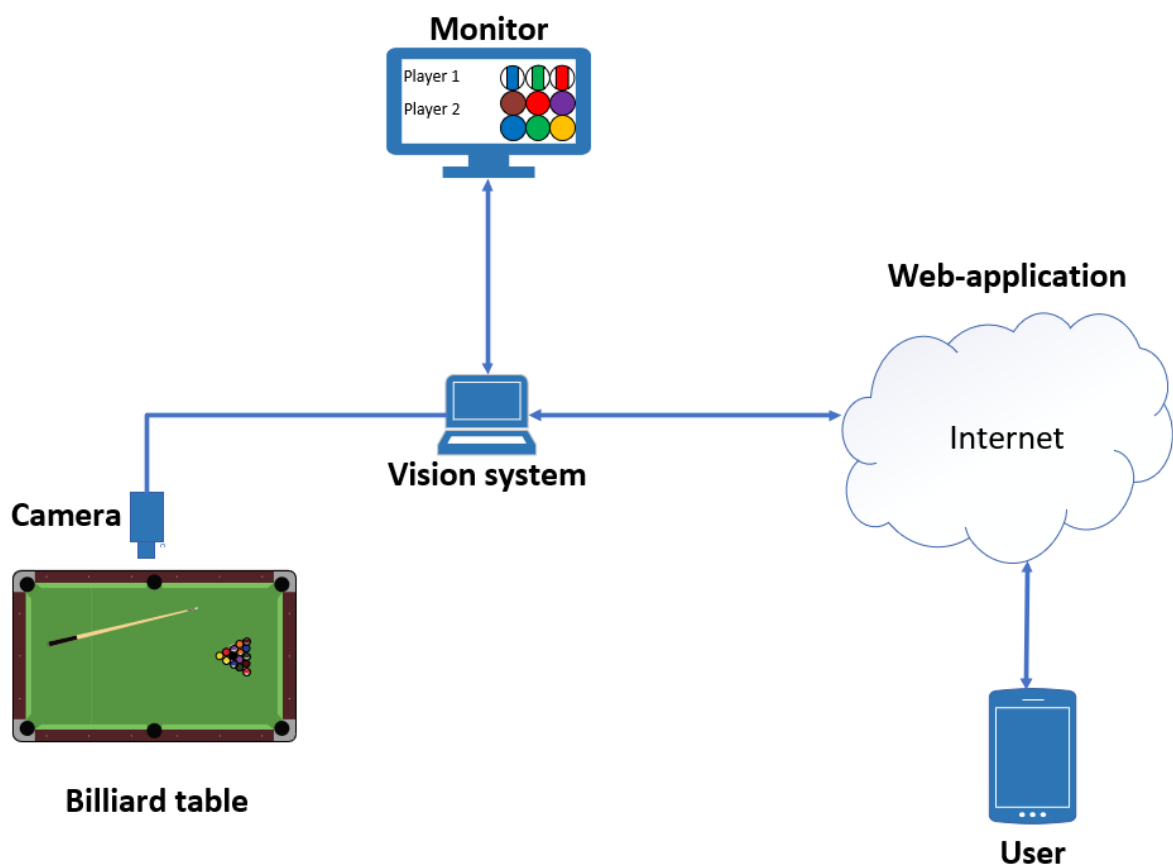 Monitor
Player 1
Player 2
Web-application
Internet
Vision system
Camera
Billiard table
User